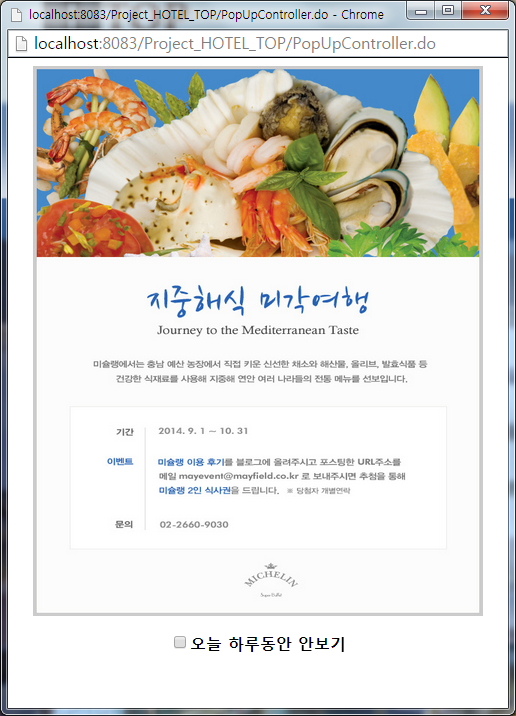 localhost:8083/Project_HOTEL_TOP/PopUpController.do - Chrome
localhost:8083/Project_HOTEL_TOP/PopUpController.do
지중해식 미각여행
Journey to the Mediterranean Taste
미슐랭에서는 충남 예산 농장에서 직접 키운 신선한 채소와 해산물, 올리브, 발효식품 등
건강한 식재료를 사용해 지중해 연안 여러 나라들의 전통 메뉴를 선보입니다.
기간 2014. 9. 1 ~ 10. 31
이벤트 미슐랭 이용 후기를 블로그에 올려주시고 포스팅한 URL주소를
메일 mayevent@mayfield.co.kr 로 보내주시면 추첨을 통해
미슐랭 2인 식사권을 드립니다. ※ 당첨자 개별연락
문의 02-2660-9030
MICHELIN
오늘 하루동안 안보기